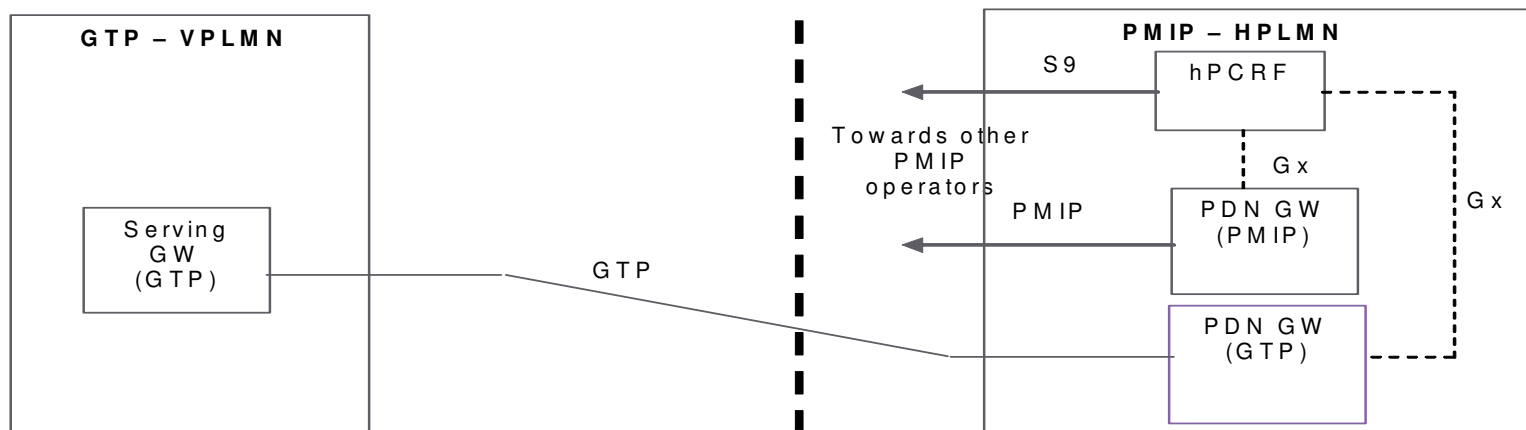 GTP – VPLMN
Serving
GW
(GTP)
GTP
PMIP – HPLMN
S9
hPCRF
Towards other
PMIP
operators
Gx
Gx
PMIP
PDN GW
(PMIP)
PDN GW
(GTP)